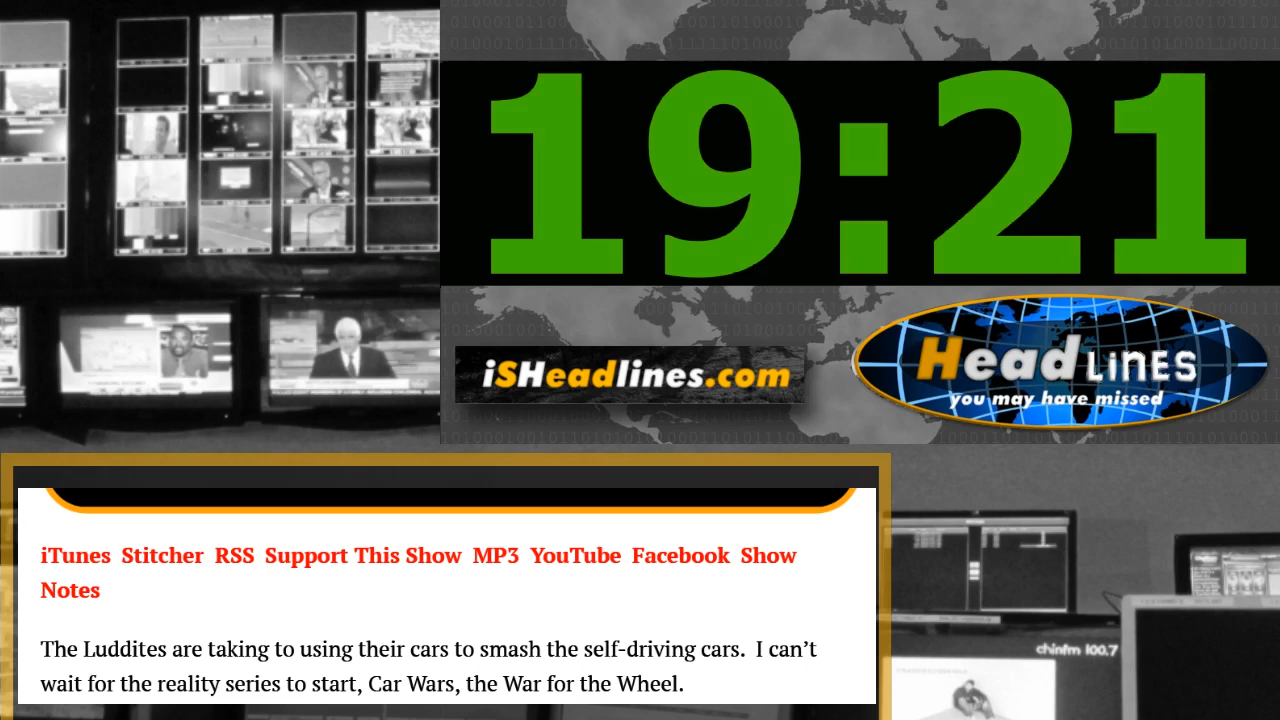 19:21
iSHeadlines.com
HeadLINES
you may have missed
iTunes Stitcher RSS Support This Show MP3 YouTube Facebook Show
Notes
The Luddites are taking to using their cars to smash the self-driving cars. I can’t
wait for the reality series to start, Car Wars, the War for the Wheel.
chinfm 100.7